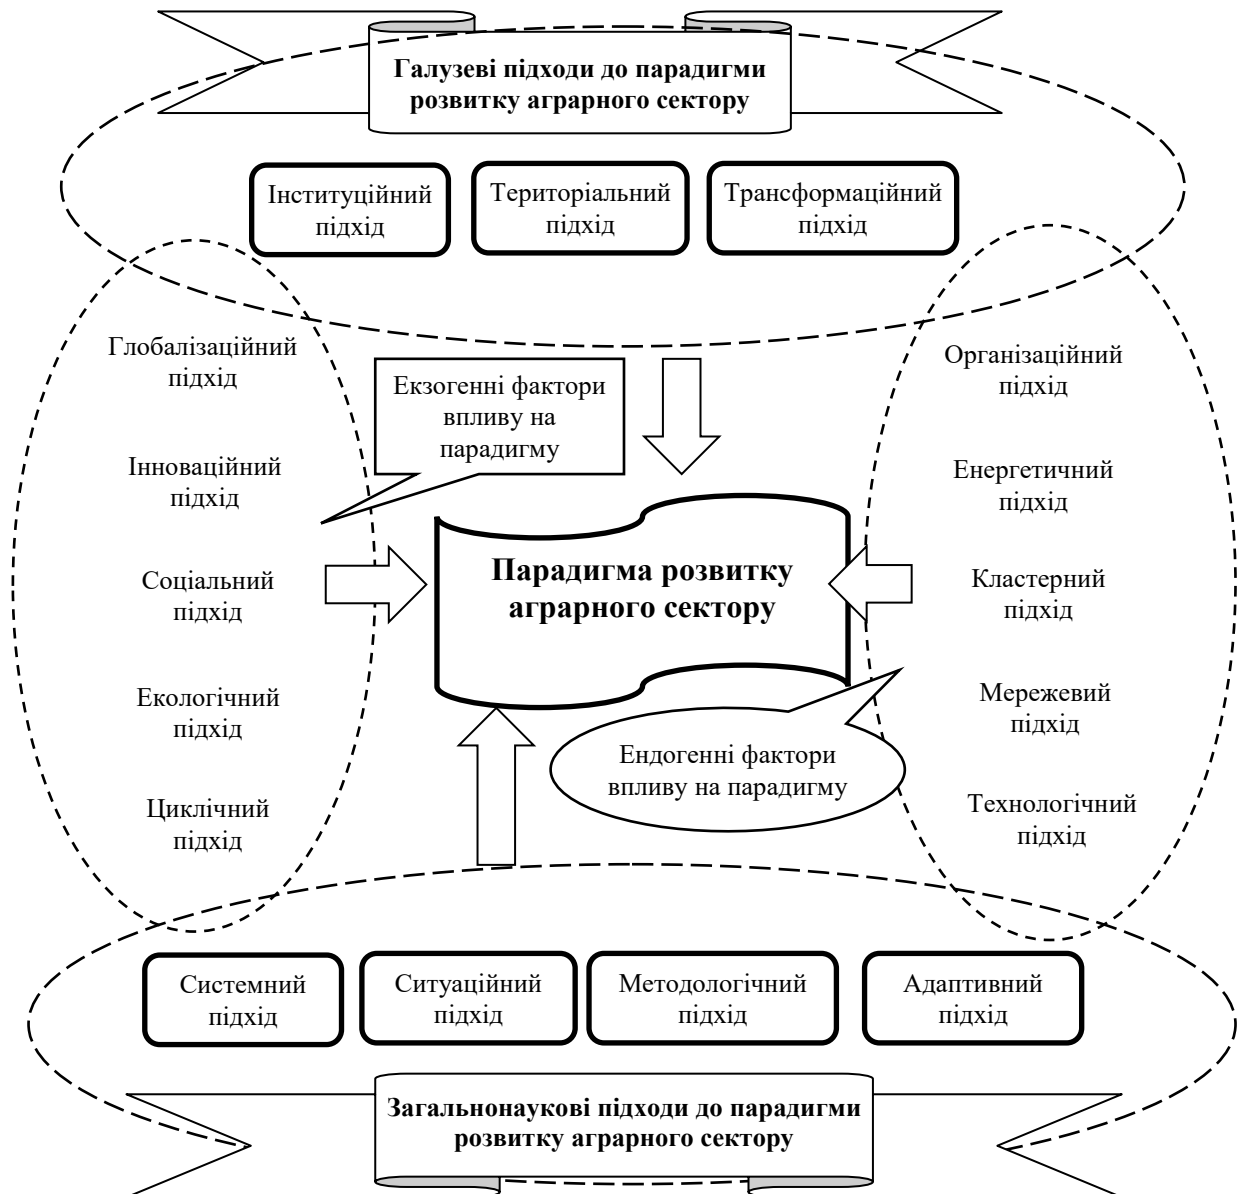 Галузеві підходи до парадигми
розвитку аграрного сектору
Інституційний
підхід
Територіальний
підхід
Трансформаційний
підхід
Глобалізаційний
підхід
Інноваційний
підхід
Соціальний
підхід
Екологічний
підхід
Циклічний
підхід
Екзогенні фактори
впливу на
парадигму
Парадигма розвитку
аграрного сектору
Ендогенні фактори
впливу на парадигму
Організаційний
підхід
Енергетичний
підхід
Кластерний
підхід
Мережевий
підхід
Технологічний
підхід
Системний
підхід
Ситуаційний
підхід
Методологічний
підхід
Адаптивний
підхід
Загальнонаукові підходи до парадигми
розвитку аграрного сектору